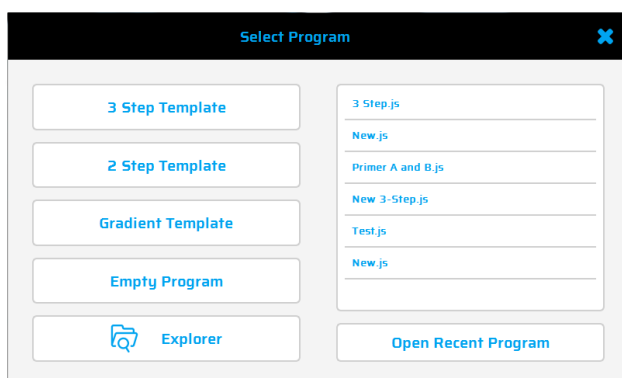 Select Program
3 Step Template
2 Step Template
Gradient Template
Empty Program
Explorer
3 Step.js
New.js
Primer A and B.js
New 3-Step.js
Test.js
New.js
Open Recent Program